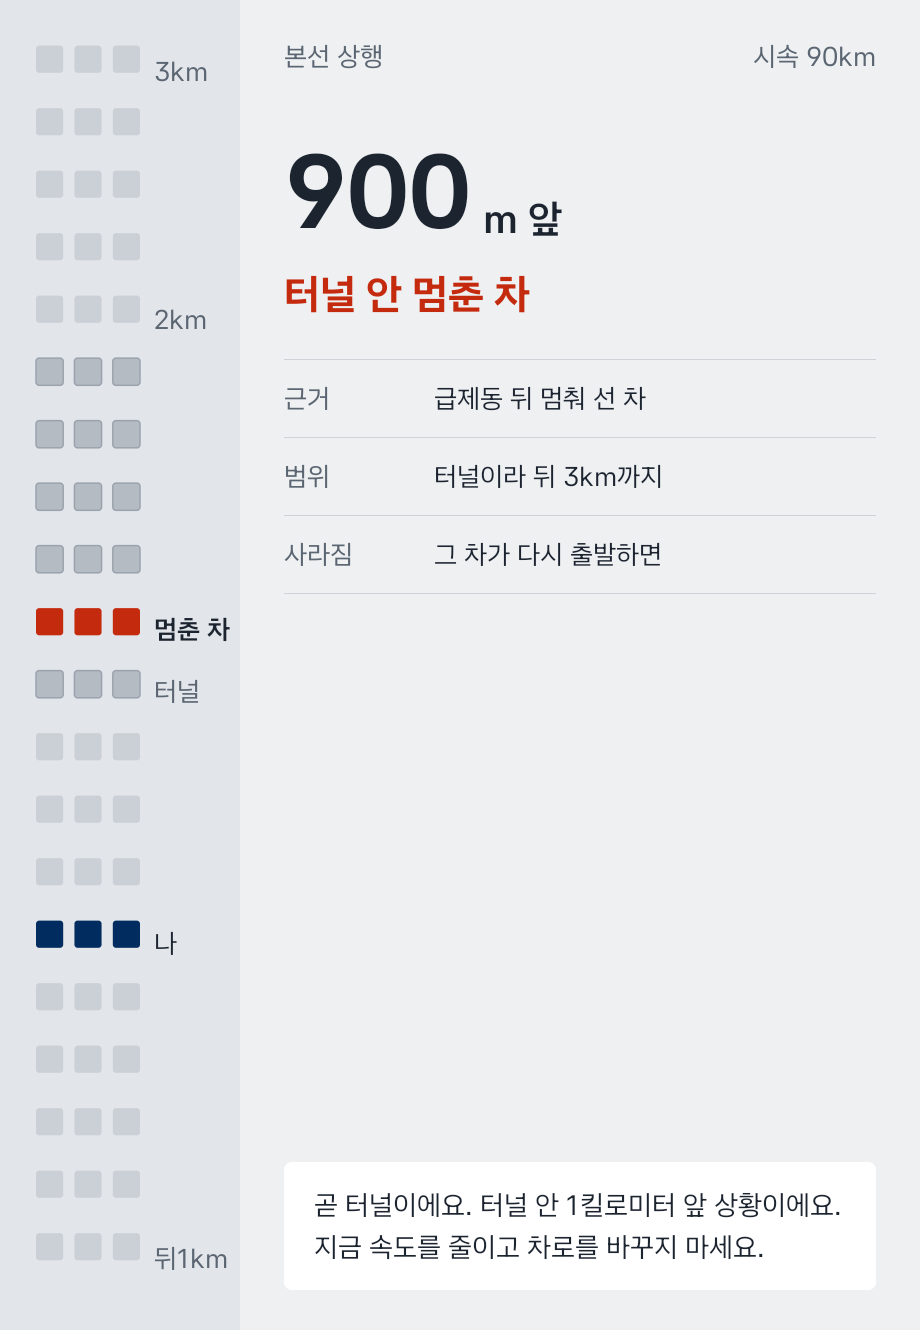 3km
2km
멈춘 차
터널
나
뒤1km
본선 상행
시속 90km
900 m 앞
터널 안 멈춘 차
근거 급제동 뒤 멈춰 선 차
범위 터널이라 뒤 3km까지
사라짐 그 차가 다시 출발하면
곧 터널이에요. 터널 안 1킬로미터 앞 상황이에요.
지금 속도를 줄이고 차로를 바꾸지 마세요.